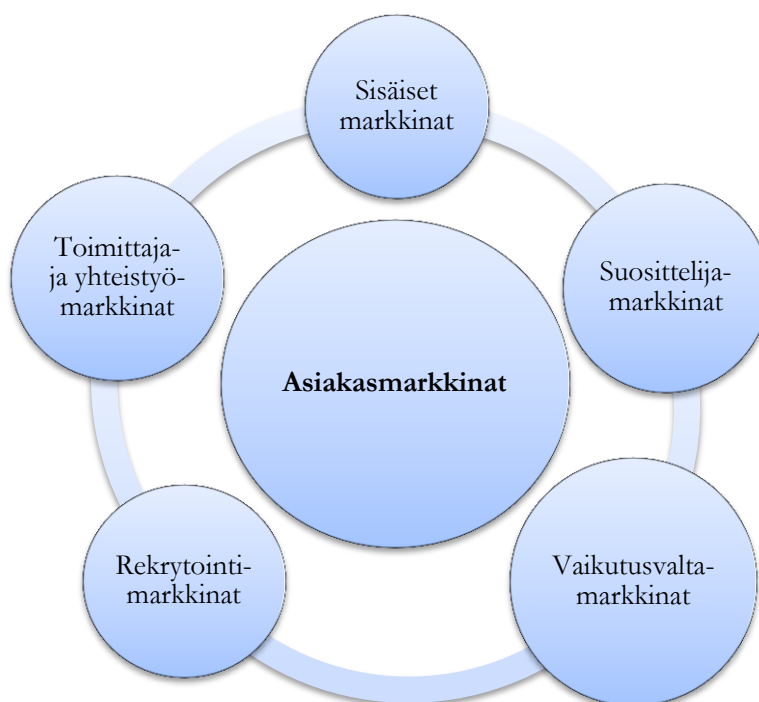 Sisäiset
markkinat
Suosittelija-
markkinat
Vaikutusvalta-
markkinat
Rekrytointi-
markkinat
Toimittaja-
ja yhteistyö-
markkinat
Asiakasmarkkinat